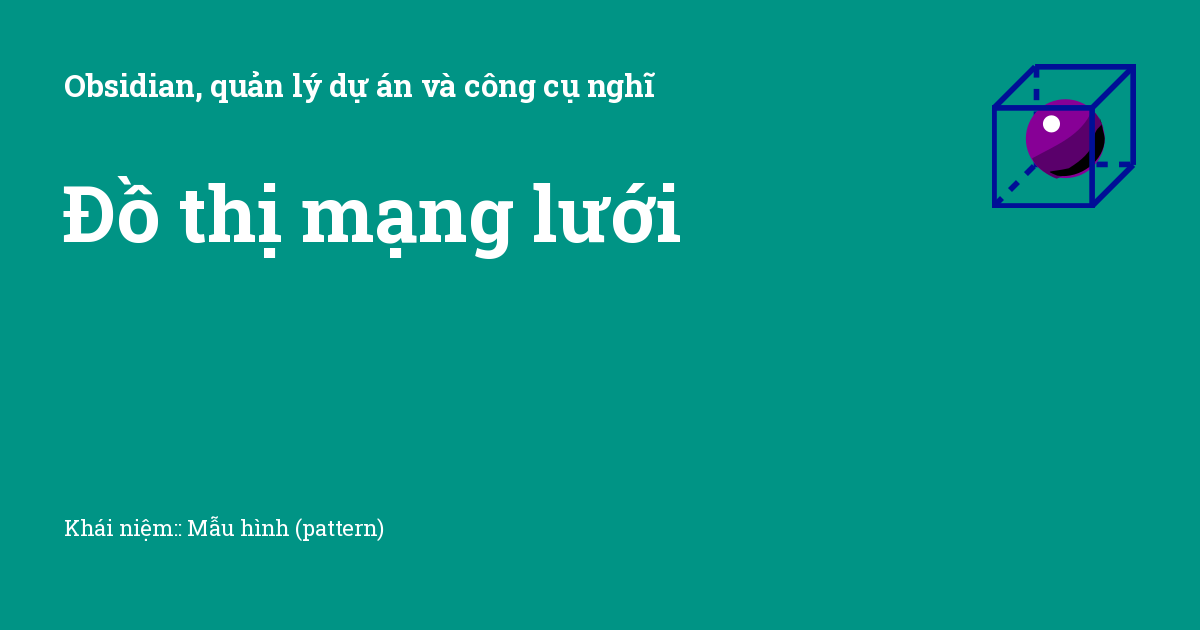 Obsidian, quản lý dự án và công cụ nghĩ
Đồ thị mạng lưới
Khái niệm:: Mẫu hình (pattern)